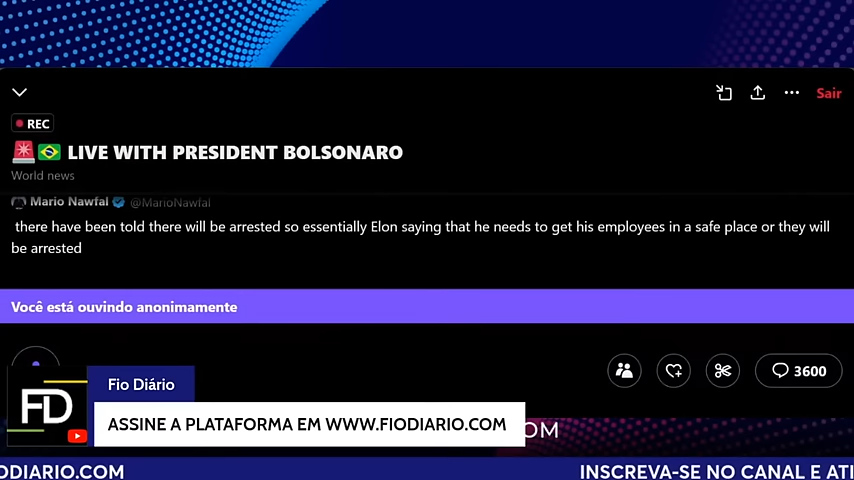 Sair
REC
LIVE WITH PRESIDENT BOLSONARO
World news
Mario Nawfal @MarioNawfal
there have been told there will be arrested so essentially Elon saying that he needs to get his employees in a safe place or they will
be arrested
Você está ouvindo anonimamente
3600
Fio Diário
FD
ASSINE A PLATAFORMA EM WWW.FIODIARIO.COM
OM
ODIARIO.COM
INSCREVA-SE NO CANAL E ATI